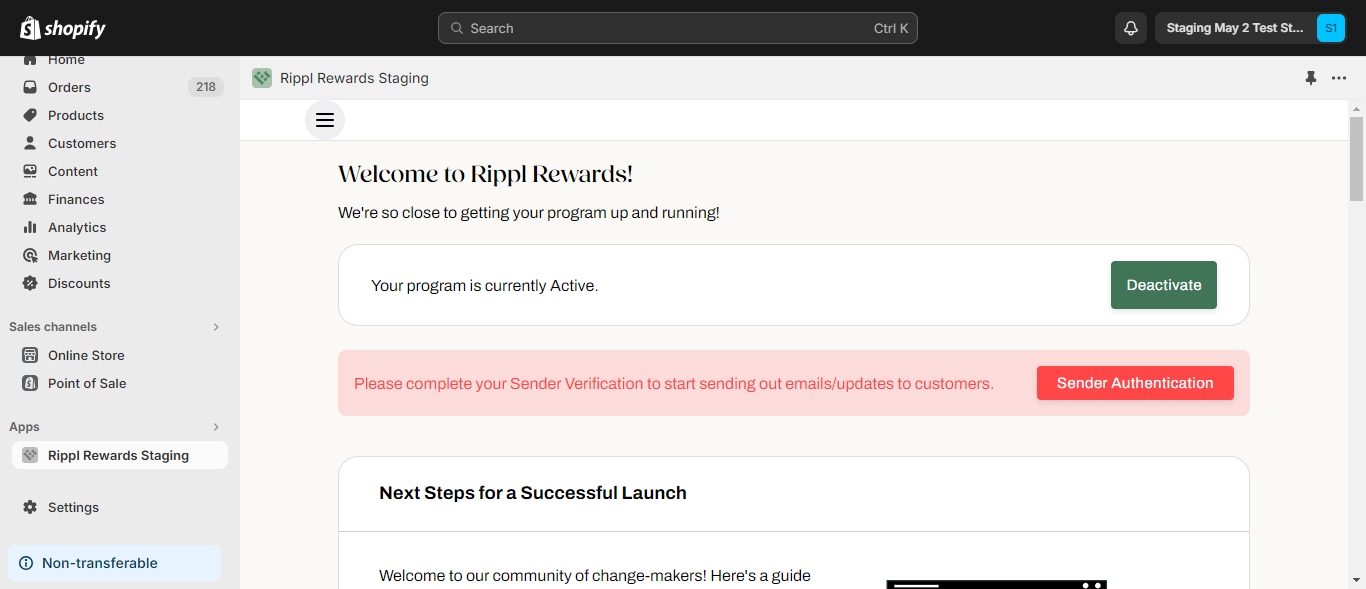 shopify
Search
Ctrl K
Staging May 2 Test St...
S1
Home
Orders
218
Products
Customers
Content
Finances
Analytics
Marketing
Discounts
Sales channels
Online Store
Point of Sale
Apps
Rippl Rewards Staging
Settings
Non-transferable
Rippl Rewards Staging
Welcome to Rippl Rewards!
We're so close to getting your program up and running!
Your program is currently Active.
Deactivate
Please complete your Sender Verification to start sending out emails/updates to customers.
Sender Authentication
Next Steps for a Successful Launch
Welcome to our community of change-makers! Here's a guide